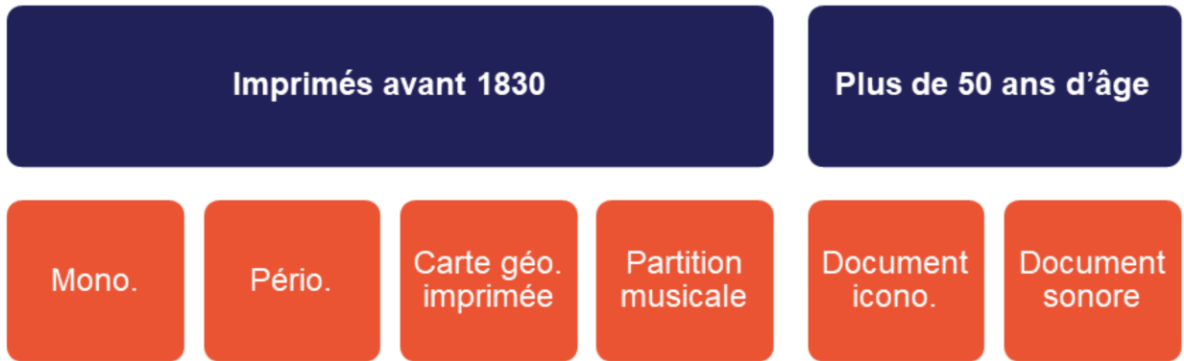 Imprimés avant 1830
Plus de 50 ans d’âge
Mono.
Pério.
Carte géo.
imprimée
Partition
musicale
Document
icono.
Document
sonore